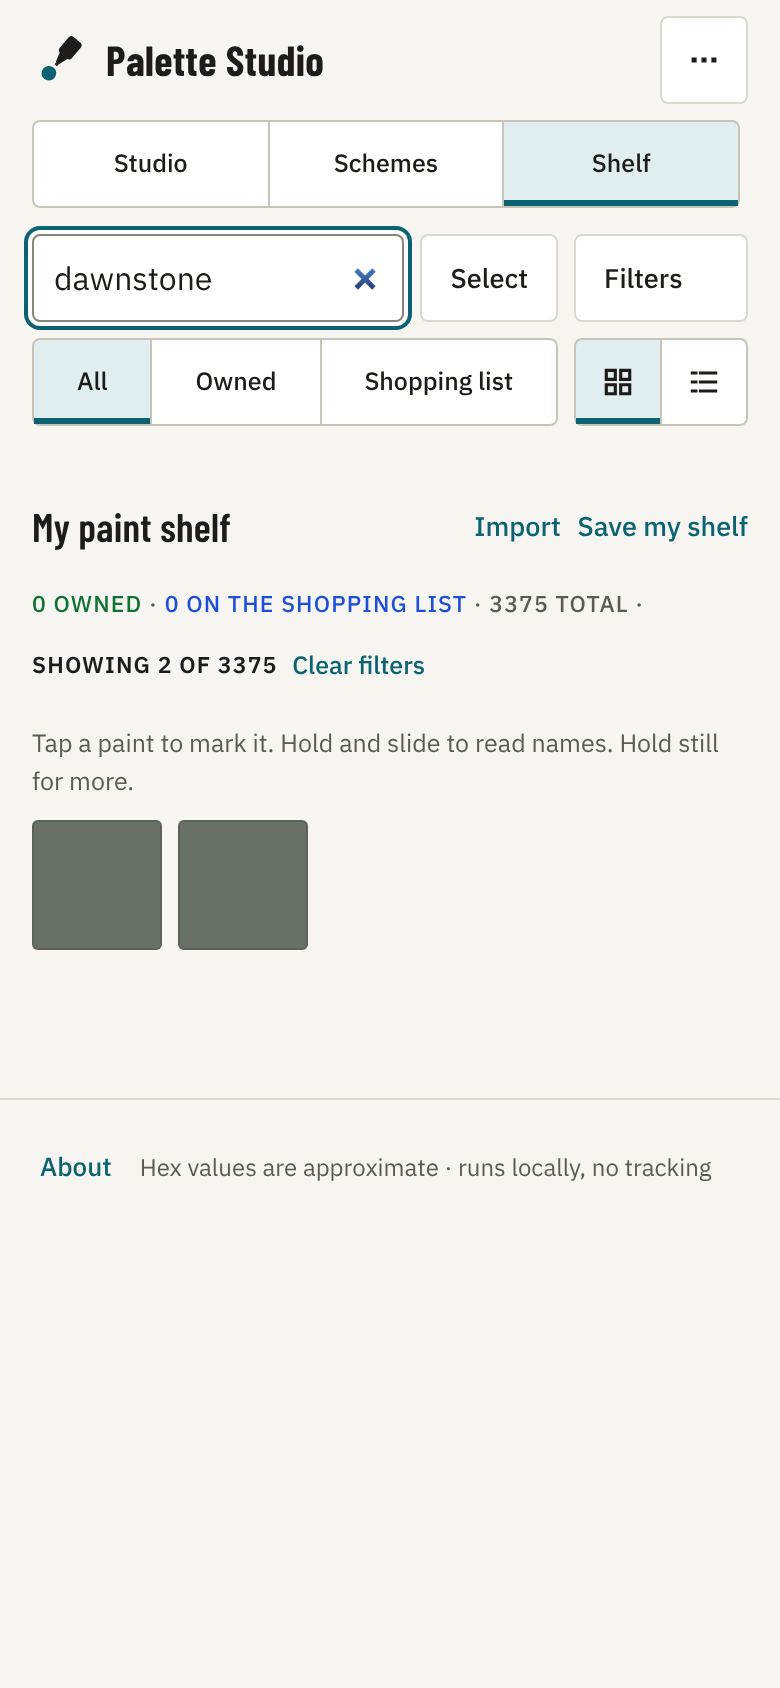 Palette Studio
Studio Schemes Shelf
dawnstone Select Filters
All Owned Shopping list
My paint shelf Import Save my shelf
0 OWNED · 0 ON THE SHOPPING LIST · 3375 TOTAL ·
SHOWING 2 OF 3375 Clear filters
Tap a paint to mark it. Hold and slide to read names. Hold still
for more.
About Hex values are approximate · runs locally, no tracking